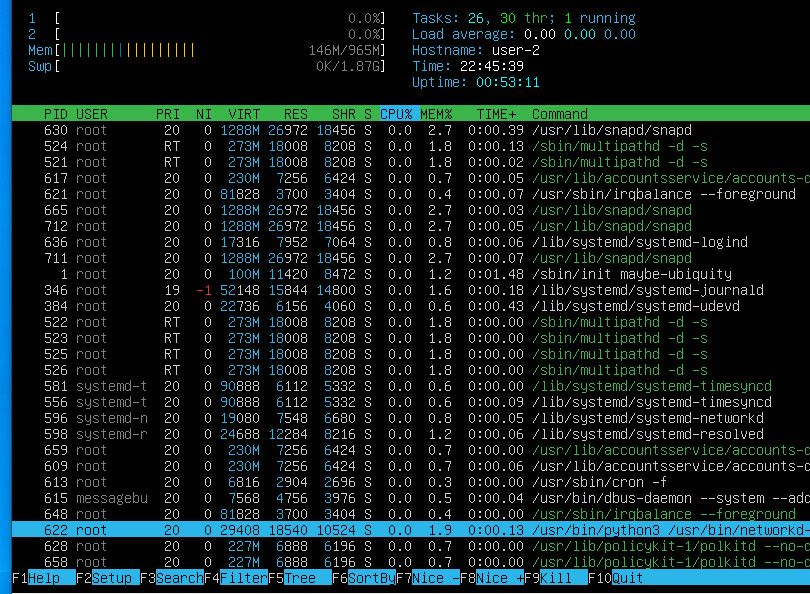 1 [ 0.0%] Tasks: 26, 30 thr; 1 running
2 [ 0.0%] Load average: 0.00 0.00 0.00
Mem[||||||||||||||||||| 146M/965M] Hostname: user-2
Swp[ 0K/1.87G] Time: 22:45:39
Uptime: 00:53:11
PID USER PRI NI VIRT RES SHR S CPU% MEM% TIME+ Command
630 root 20 0 1288M 26972 18456 S 0.0 2.7 0:00.39 /usr/lib/snapd/snapd
524 root RT 0 273M 18008 8208 S 0.0 1.8 0:00.13 /sbin/multipathd -d -s
521 root RT 0 273M 18008 8208 S 0.0 1.8 0:00.02 /sbin/multipathd -d -s
617 root 20 0 230M 7256 6424 S 0.0 0.7 0:00.05 /usr/lib/accountsservice/accounts-d
621 root 20 0 81828 3700 3404 S 0.0 0.4 0:00.07 /usr/sbin/irqbalance --foreground
665 root 20 0 1288M 26972 18456 S 0.0 2.7 0:00.03 /usr/lib/snapd/snapd
712 root 20 0 1288M 26972 18456 S 0.0 2.7 0:00.05 /usr/lib/snapd/snapd
636 root 20 0 17316 7952 7064 S 0.0 0.8 0:00.06 /lib/systemd/systemd-logind
711 root 20 0 1288M 26972 18456 S 0.0 2.7 0:00.07 /usr/lib/snapd/snapd
1 root 20 0 100M 11420 8472 S 0.0 1.2 0:01.48 /sbin/init maybe-ubiquity
346 root 19 -1 52148 15844 14800 S 0.0 1.6 0:00.18 /lib/systemd/systemd-journald
384 root 20 0 22736 6156 4060 S 0.0 0.6 0:00.43 /lib/systemd/systemd-udevd
522 root RT 0 273M 18008 8208 S 0.0 1.8 0:00.00 /sbin/multipathd -d -s
523 root RT 0 273M 18008 8208 S 0.0 1.8 0:00.00 /sbin/multipathd -d -s
525 root RT 0 273M 18008 8208 S 0.0 1.8 0:00.00 /sbin/multipathd -d -s
526 root RT 0 273M 18008 8208 S 0.0 1.8 0:00.00 /sbin/multipathd -d -s
581 systemd-t 20 0 90888 6112 5332 S 0.0 0.6 0:00.00 /lib/systemd/systemd-timesyncd
556 systemd-t 20 0 90888 6112 5332 S 0.0 0.6 0:00.09 /lib/systemd/systemd-timesyncd
596 systemd-n 20 0 19080 7548 6680 S 0.0 0.8 0:00.05 /lib/systemd/systemd-networkd
598 systemd-r 20 0 24688 12284 8216 S 0.0 1.2 0:00.06 /lib/systemd/systemd-resolved
659 root 20 0 230M 7256 6424 S 0.0 0.7 0:00.00 /usr/lib/accountsservice/accounts-d
609 root 20 0 230M 7256 6424 S 0.0 0.7 0:00.06 /usr/lib/accountsservice/accounts-d
613 root 20 0 6816 2904 2696 S 0.0 0.3 0:00.00 /usr/sbin/cron -f
615 messagebu 20 0 7568 4756 3976 S 0.0 0.5 0:00.04 /usr/bin/dbus-daemon --system --add
648 root 20 0 81828 3700 3404 S 0.0 0.4 0:00.00 /usr/sbin/irqbalance --foreground
622 root 20 0 29408 18540 10524 S 0.0 1.9 0:00.13 /usr/bin/python3 /usr/bin/networkd-
628 root 20 0 227M 6888 6196 S 0.0 0.7 0:00.00 /usr/lib/policykit-1/polkitd --no-d
658 root 20 0 227M 6888 6196 S 0.0 0.7 0:00.00 /usr/lib/policykit-1/polkitd --no-d
F1Help F2Setup F3SearchF4FilterF5Tree F6SortByF7Nice -F8Nice +F9Kill F10Quit